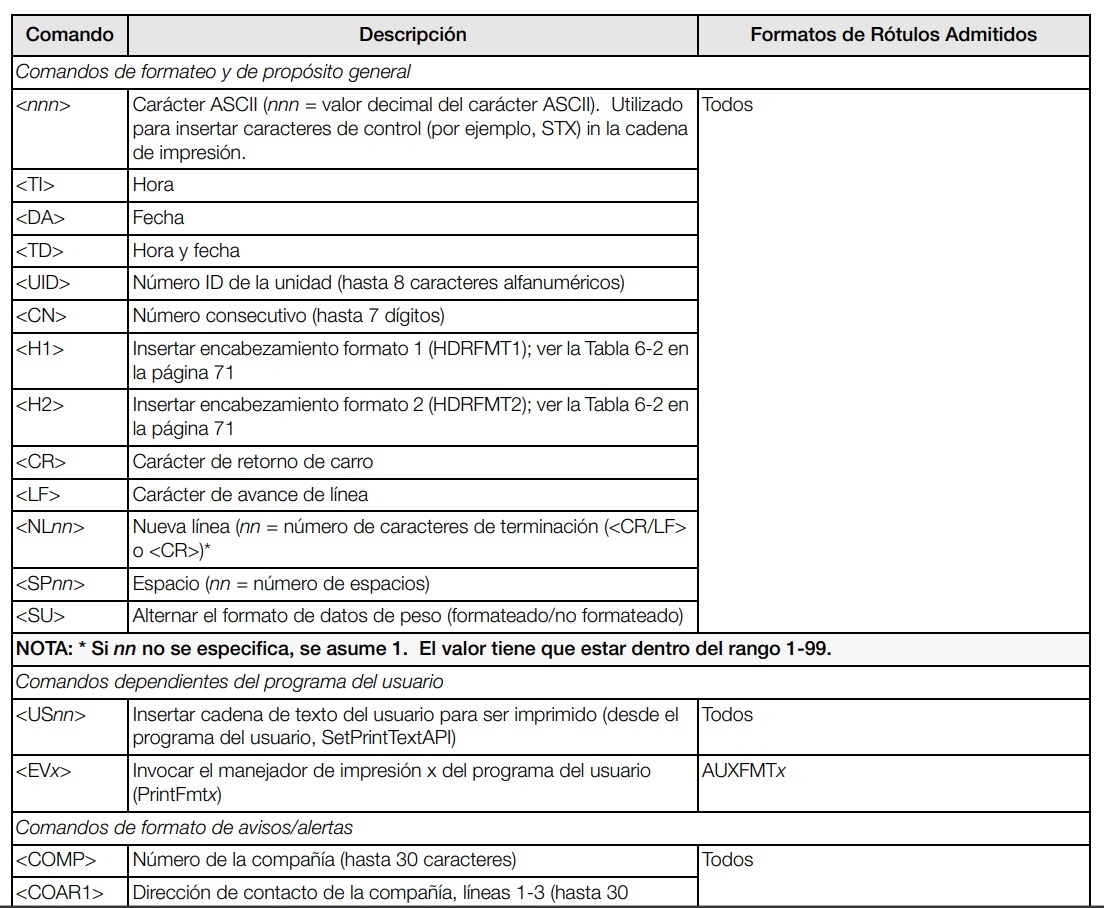 Comando Descripción Formatos de Rótulos Admitidos
Comandos de formateo y de propósito general
<nnn> Carácter ASCII (nnn = valor decimal del carácter ASCII). Utilizado Todos
para insertar caracteres de control (por ejemplo, STX) in la cadena
de impresión.
<TI> Hora
<DA> Fecha
<TD> Hora y fecha
<UID> Número ID de la unidad (hasta 8 caracteres alfanuméricos)
<CN> Número consecutivo (hasta 7 dígitos)
<H1> Insertar encabezamiento formato 1 (HDRFMT1); ver la Tabla 6-2 en
la página 71
<H2> Insertar encabezamiento formato 2 (HDRFMT2); ver la Tabla 6-2 en
la página 71
<CR> Carácter de retorno de carro
<LF> Carácter de avance de línea
<NLnn> Nueva línea (nn = número de caracteres de terminación (<CR/LF>
o <CR>)*
<SPnn> Espacio (nn = número de espacios)
<SU> Alternar el formato de datos de peso (formateado/no formateado)
NOTA: * Si nn no se especifica, se asume 1. El valor tiene que estar dentro del rango 1-99.
Comandos dependientes del programa del usuario
<USnn> Insertar cadena de texto del usuario para ser imprimido (desde el Todos
programa del usuario, SetPrintTextAPI)
<EVx> Invocar el manejador de impresión x del programa del usuario AUXFMTx
(PrintFmtx)
Comandos de formato de avisos/alertas
<COMP> Número de la compañía (hasta 30 caracteres) Todos
<COAR1> Dirección de contacto de la compañía, líneas 1-3 (hasta 30